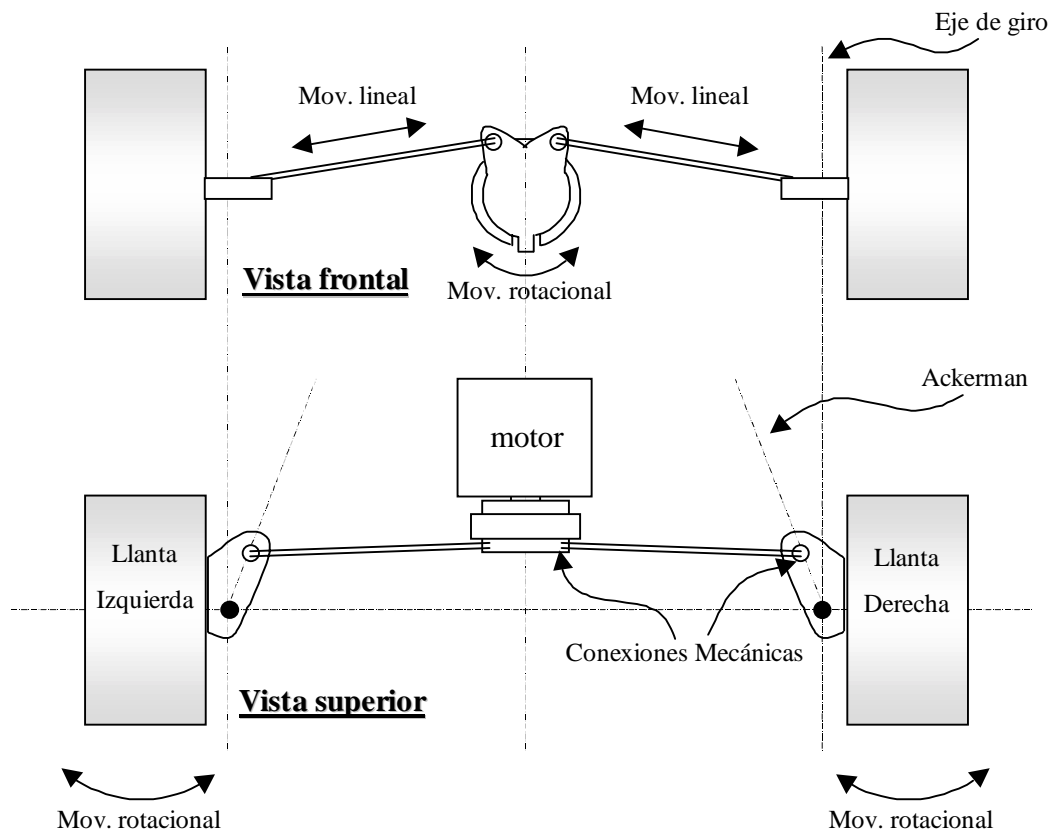 Eje de giro
Mov. lineal
Mov. lineal
Vista frontal
Mov. rotacional
Ackerman
motor
Llanta
Izquierda
Llanta
Derecha
Conexiones Mecánicas
Vista superior
Mov. rotacional
Mov. rotacional